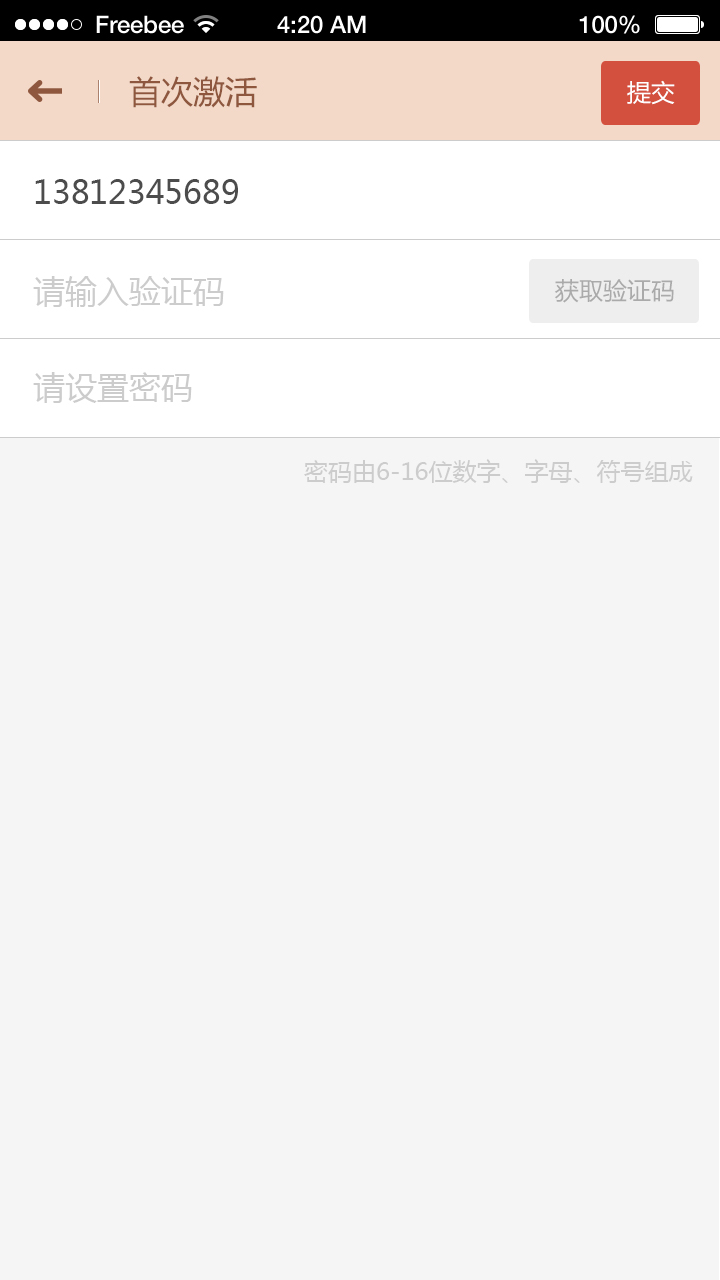 Freebee 4:20 AM 100%
首次激活 提交
13812345689
请输入验证码 获取验证码
请设置密码
密码由6-16位数字、字母、符号组成